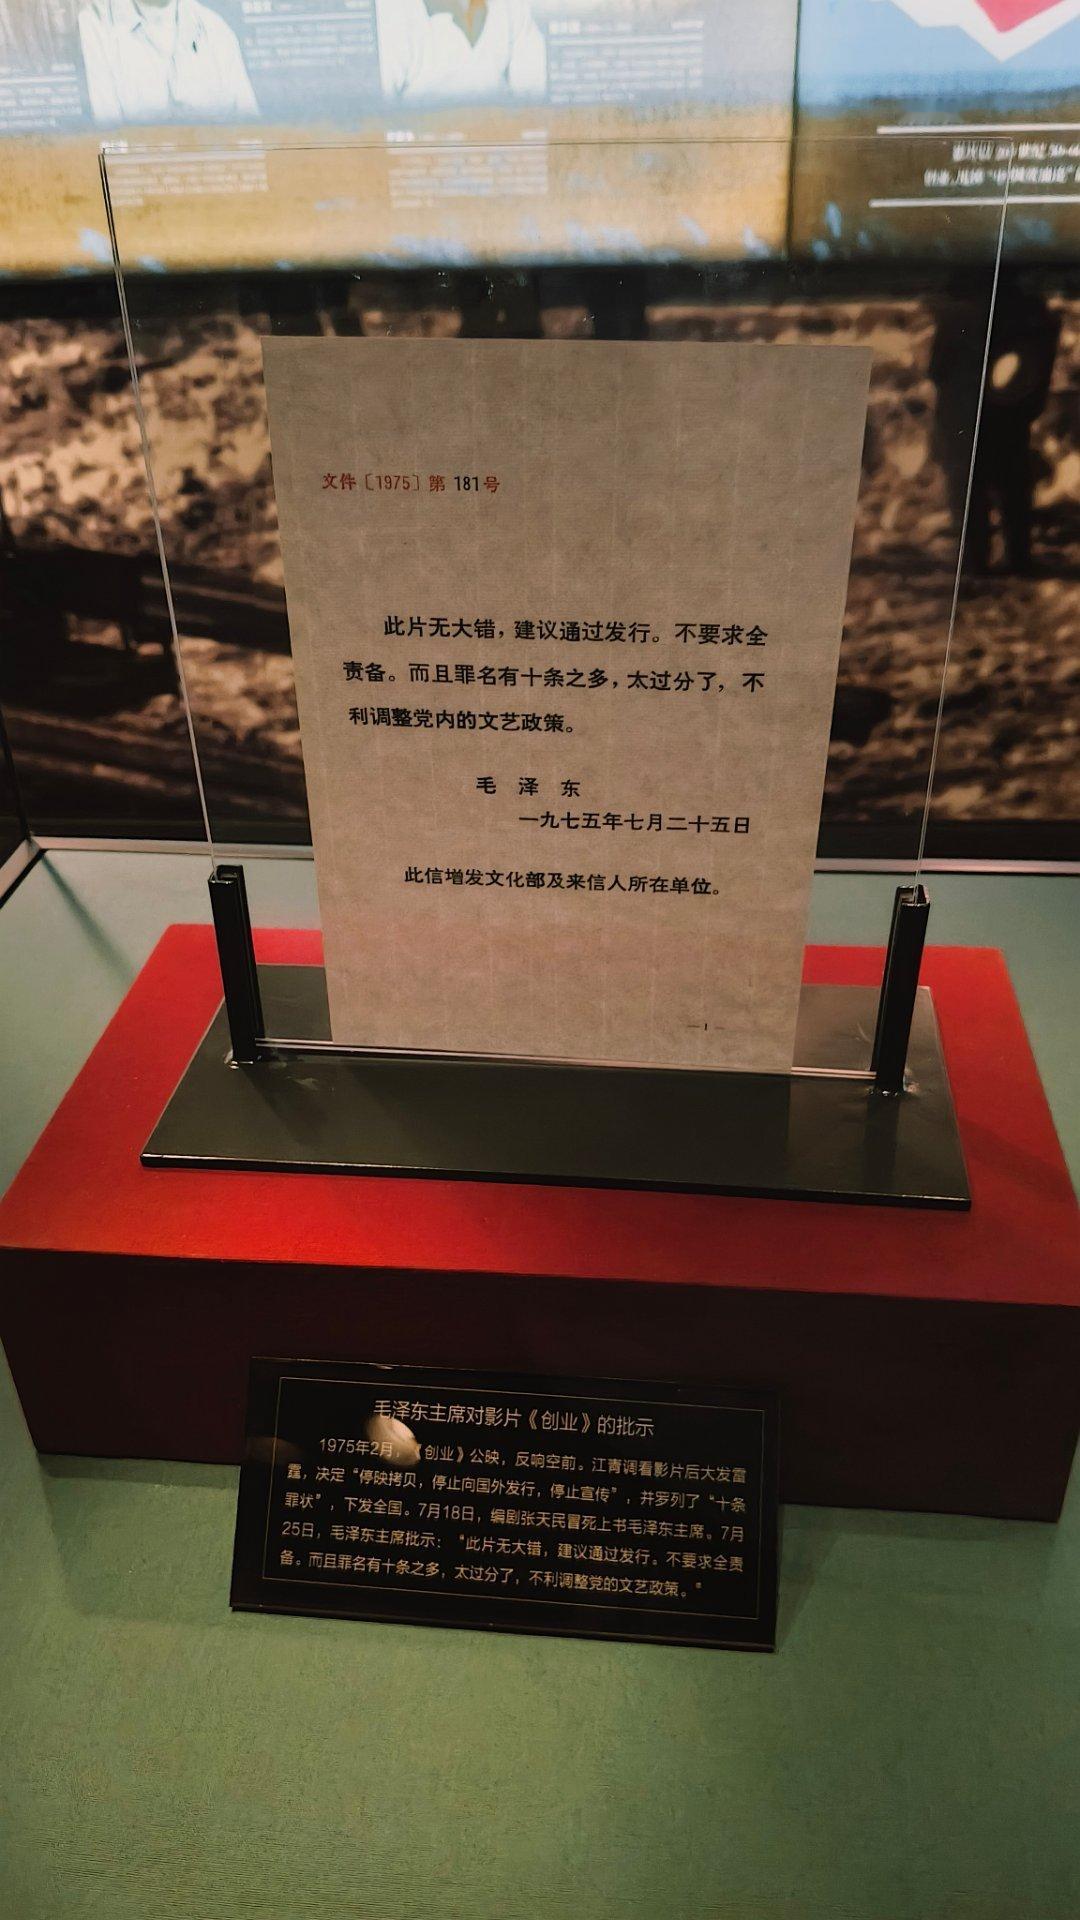 文件〔1975〕第 181号
此片无大错，建议通过发行。不要求全
责备。而且罪名有十条之多，太过分了，不
利调整党内的文艺政策。
毛 泽 东
一九七五年七月二十五日
此信增发文化部及来信人所在单位。
— 1 —
毛泽东主席对影片《创业》的批示
1975年2月，《创业》公映，反响空前。江青调看影片后大发雷
霆，决定“停映拷贝，停止向国外发行，停止宣传”，并罗列了“十条
罪状”，下发全国。7月18日，编剧张天民冒死上书毛泽东主席。7月
25日，毛泽东主席批示：“此片无大错，建议通过发行。不要求全责
备。而且罪名有十条之多，太过分了，不利调整党的文艺政策。”